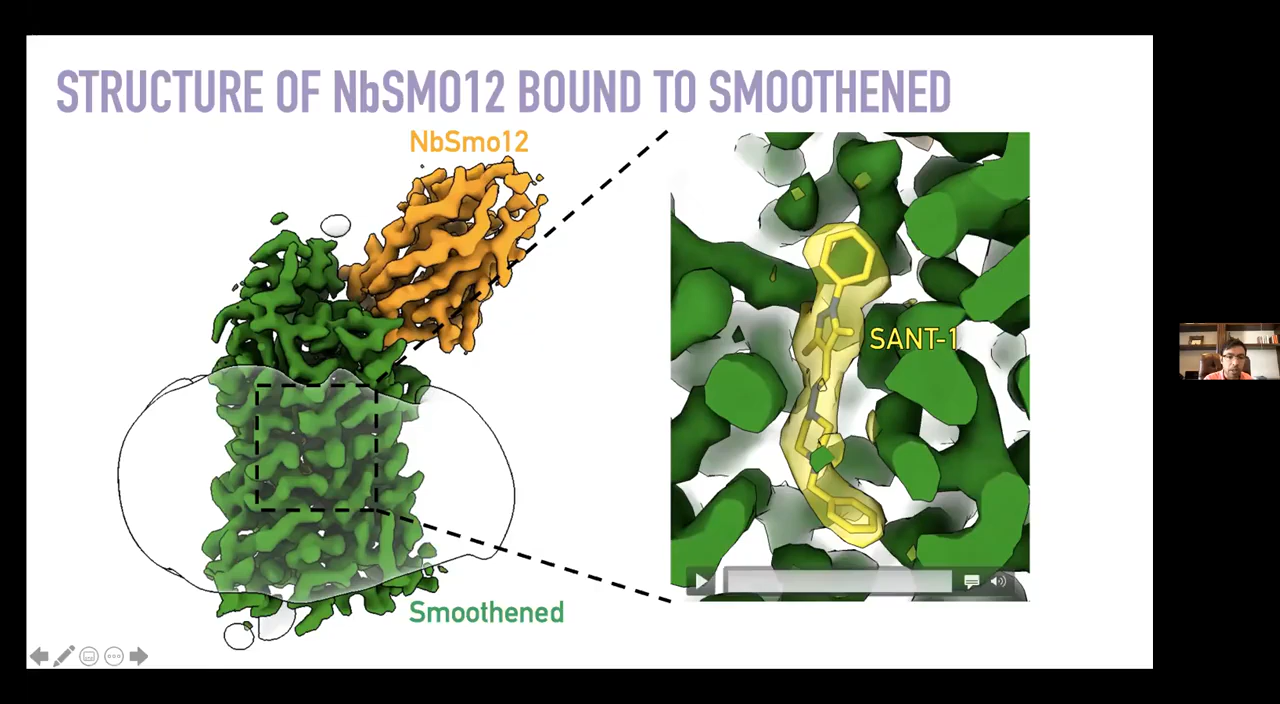 STRUCTURE OF NbSMO12 BOUND TO SMOOTHENED
NbSmo12
SANT-1
Smoothened